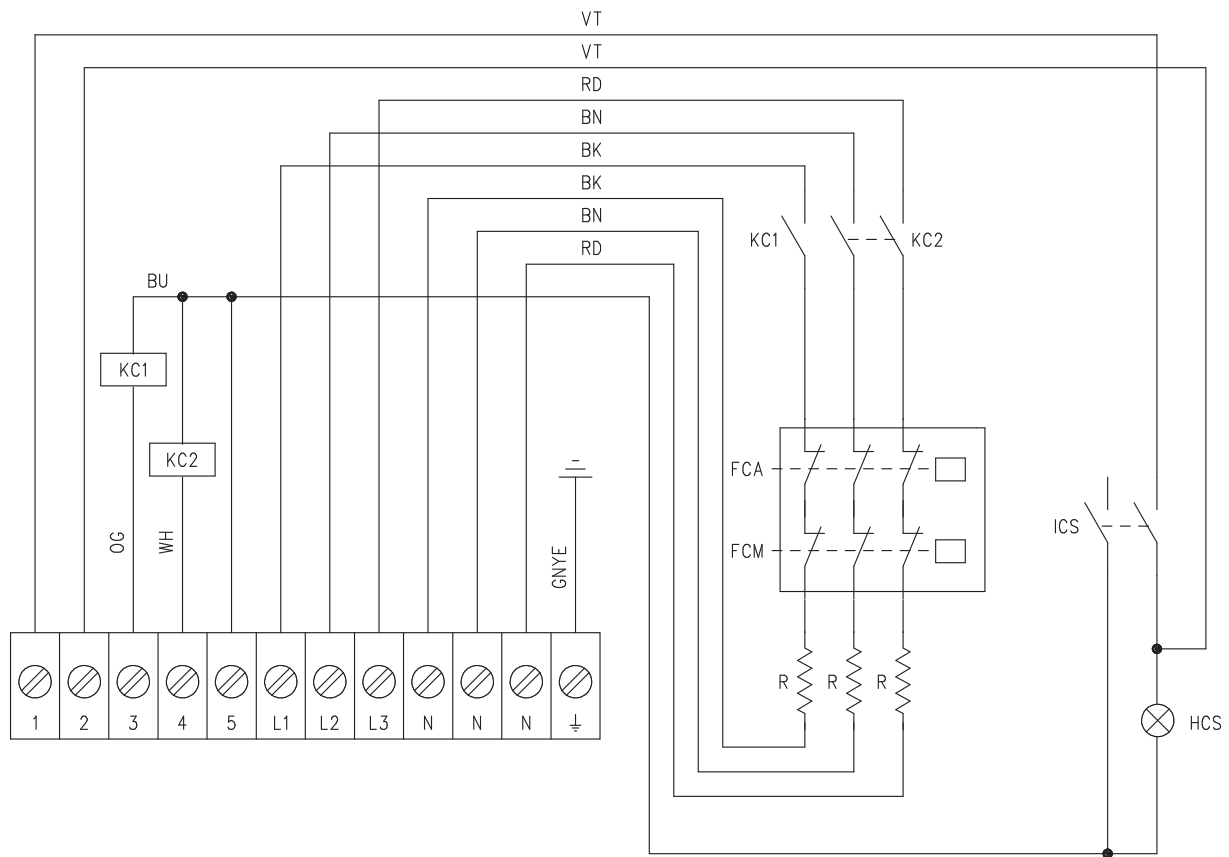 VT
VT
RD
BN
BK
BK
BN
RD
BU
KC1
KC2
KC1
KC2
FCA
FCM
ICS
OG
WH
GNYE
R
R
R
HCS
1 2 3 4 5 L1 L2 L3 N N N